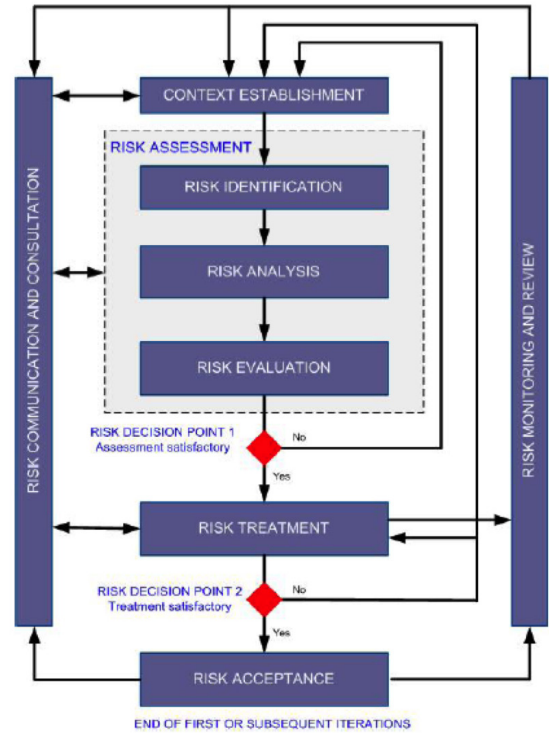 CONTEXT ESTABLISHMENT
RISK ASSESSMENT
RISK IDENTIFICATION
RISK ANALYSIS
RISK EVALUATION
RISK COMMUNICATION AND CONSULTATION
RISK MONITORING AND REVIEW
RISK DECISION POINT 1
Assessment satisfactory
No
Yes
RISK TREATMENT
RISK DECISION POINT 2
Treatment satisfactory
No
Yes
RISK ACCEPTANCE
END OF FIRST OR SUBSEQUENT ITERATIONS